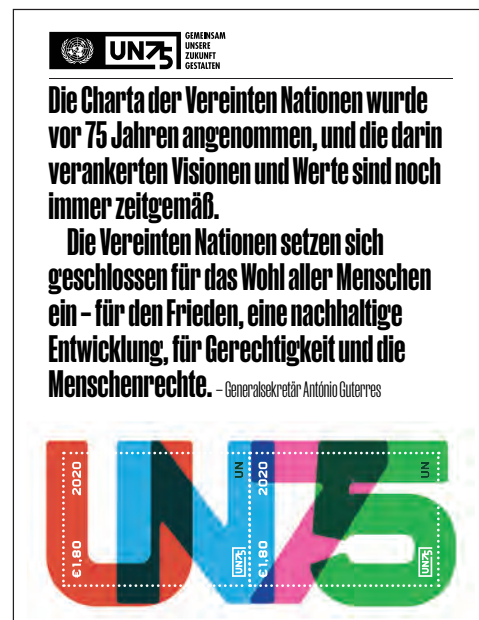 UN75
GEMEINSAM
UNSERE
ZUKUNFT
GESTALTEN
Die Charta der Vereinten Nationen wurde
vor 75 Jahren angenommen, und die darin
verankerten Visionen und Werte sind noch
immer zeitgemäß.
Die Vereinten Nationen setzen sich
geschlossen für das Wohl aller Menschen
ein – für den Frieden, eine nachhaltige
Entwicklung, für Gerechtigkeit und die
Menschenrechte. – Generalsekretär António Guterres
UN75
€1,80 2020
UN75 UN
€1,80 2020
UN75 UN